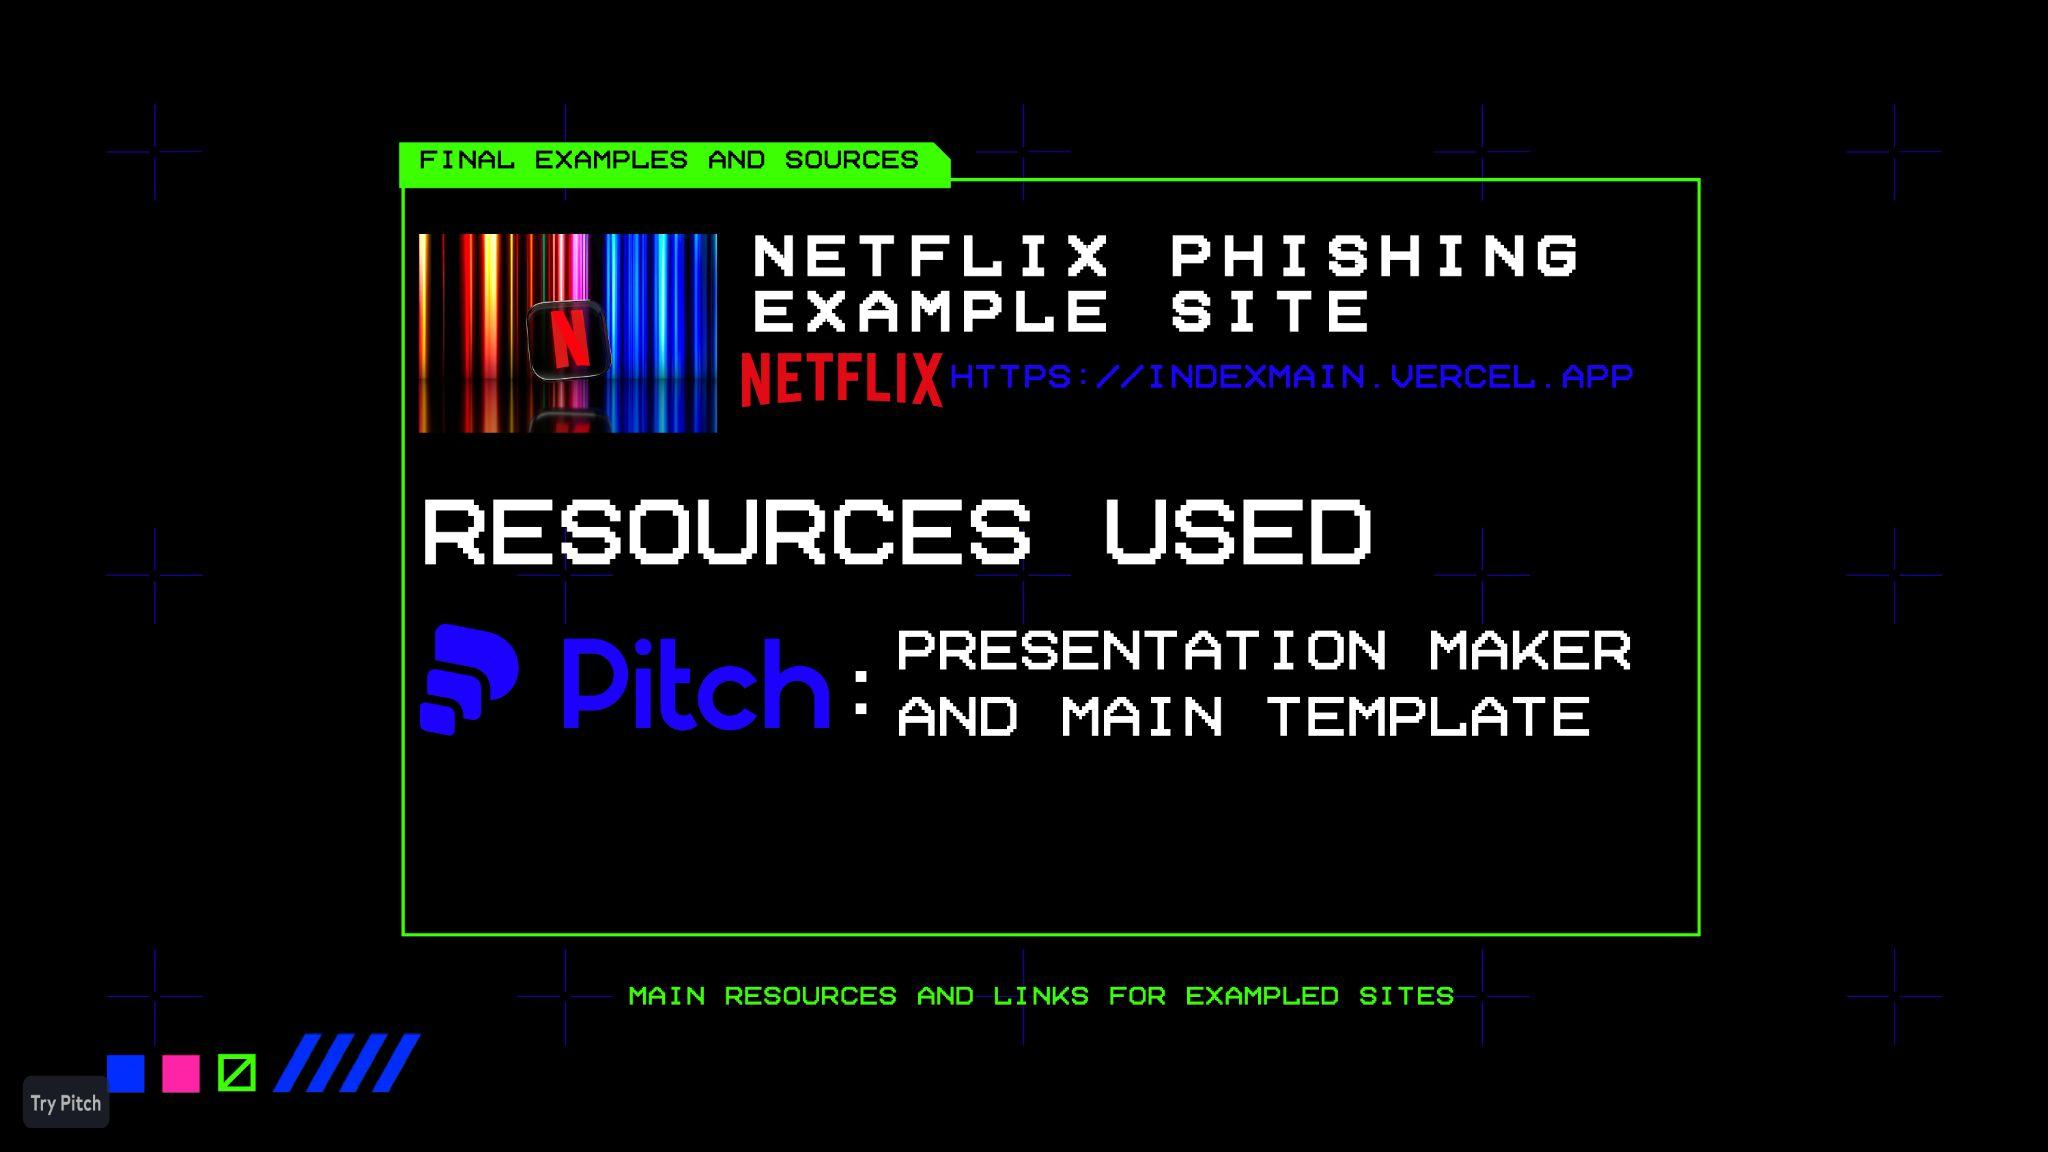 FINAL EXAMPLES AND SOURCES
N
NETFLIX PHISHING
EXAMPLE SITE
NETFLIX HTTPS://INDEXMAIN.VERCEL.APP
RESOURCES USED
Pitch : PRESENTATION MAKER
AND MAIN TEMPLATE
MAIN RESOURCES AND LINKS FOR EXAMPLED SITES
Try Pitch